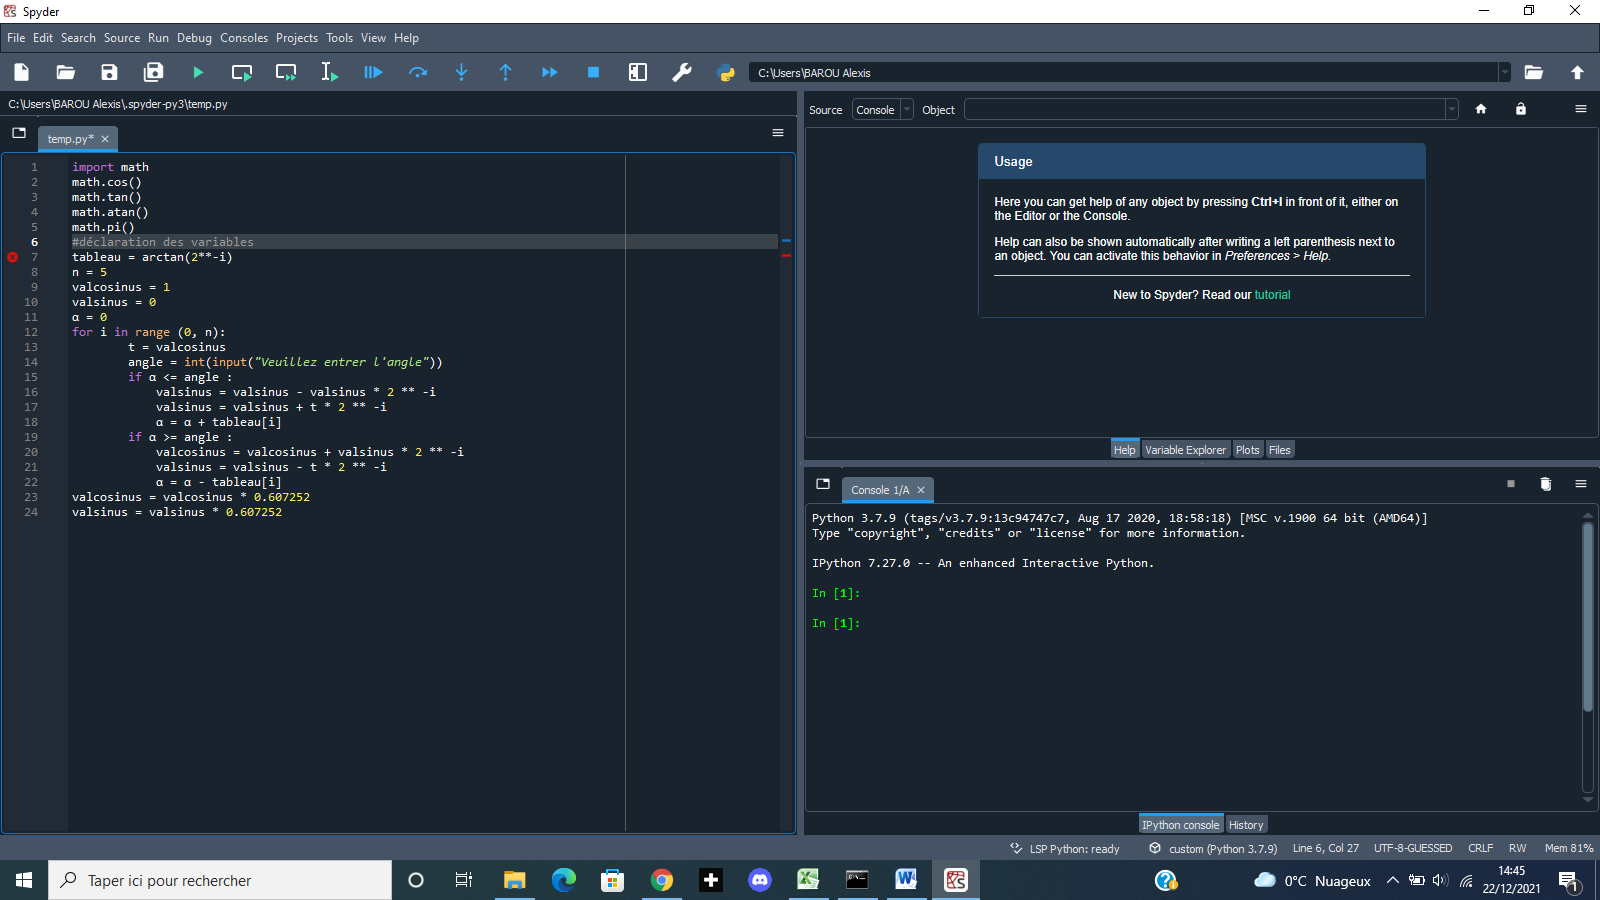 Spyder
File Edit Search Source Run Debug Consoles Projects Tools View Help
C:\Users\BAROU Alexis
C:\Users\BAROU Alexis\.spyder-py3\temp.py
temp.py*
1 import math
2 math.cos()
3 math.tan()
4 math.atan()
5 math.pi()
6 #déclaration des variables
7 tableau = arctan(2**-i)
8 n = 5
9 valcosinus = 1
10 valsinus = 0
11 α = 0
12 for i in range (0, n):
13 t = valcosinus
14 angle = int(input("Veuillez entrer l'angle"))
15 if α <= angle :
16 valsinus = valsinus - valsinus * 2 ** -i
17 valsinus = valsinus + t * 2 ** -i
18 α = α + tableau[i]
19 if α >= angle :
20 valcosinus = valcosinus + valsinus * 2 ** -i
21 valsinus = valsinus - t * 2 ** -i
22 α = α - tableau[i]
23 valcosinus = valcosinus * 0.607252
24 valsinus = valsinus * 0.607252
Source Console Object
Usage
Here you can get help of any object by pressing Ctrl+I in front of it, either on
the Editor or the Console.
Help can also be shown automatically after writing a left parenthesis next to
an object. You can activate this behavior in Preferences > Help.
New to Spyder? Read our tutorial
Help Variable Explorer Plots Files
Console 1/A
Python 3.7.9 (tags/v3.7.9:13c94747c7, Aug 17 2020, 18:58:18) [MSC v.1900 64 bit (AMD64)]
Type "copyright", "credits" or "license" for more information.
IPython 7.27.0 -- An enhanced Interactive Python.
In [1]:
In [1]:
IPython console History
LSP Python: ready custom (Python 3.7.9) Line 6, Col 27 UTF-8-GUESSED CRLF RW Mem 81%
Taper ici pour rechercher
0°C Nuageux
14:45
22/12/2021
1